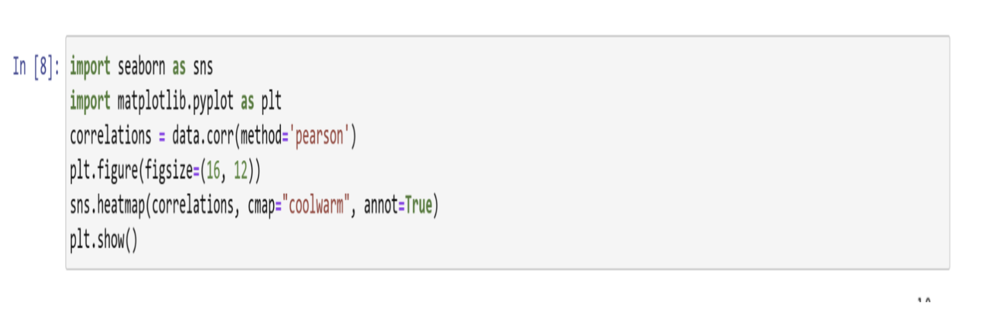 In [8]: import seaborn as sns
import matplotlib.pyplot as plt
correlations = data.corr(method='pearson')
plt.figure(figsize=(16, 12))
sns.heatmap(correlations, cmap="coolwarm", annot=True)
plt.show()